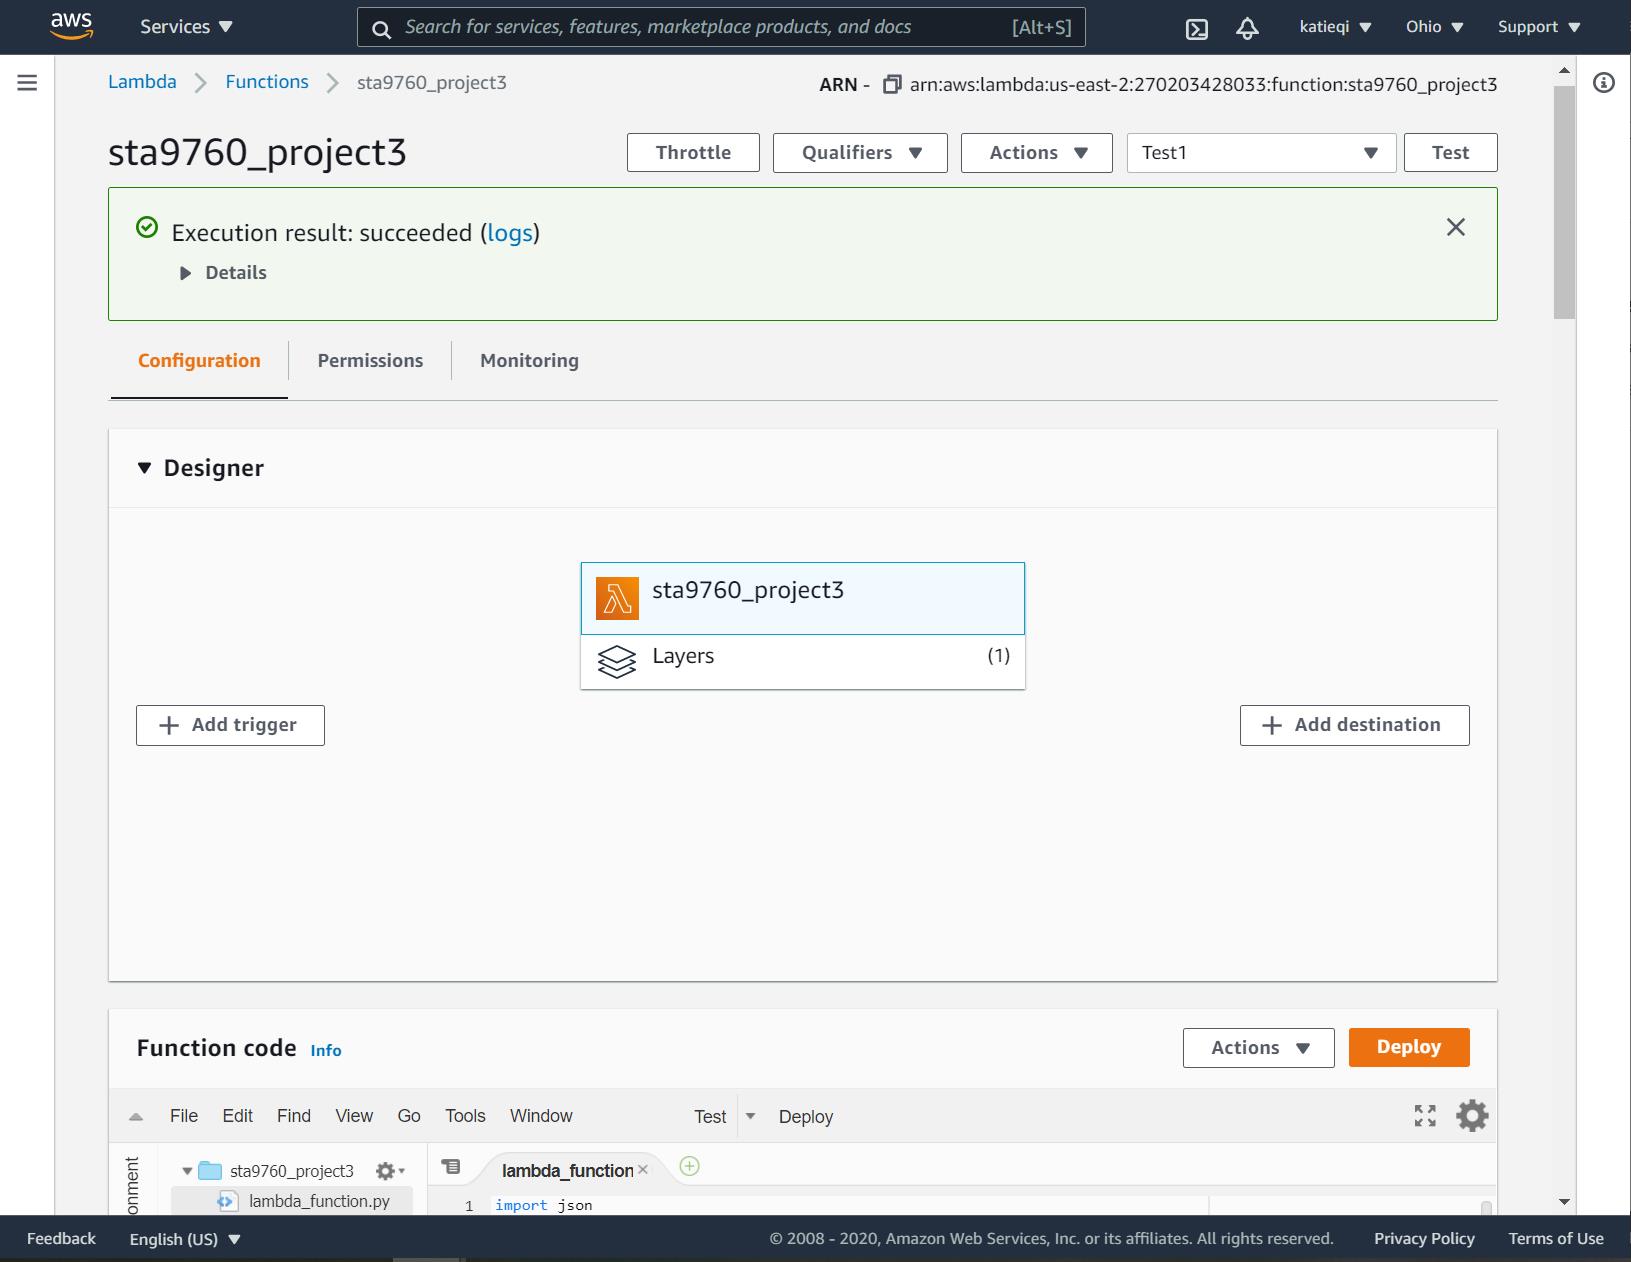 aws Services Search for services, features, marketplace products, and docs [Alt+S] katieqi Ohio Support
Lambda Functions sta9760_project3 ARN - arn:aws:lambda:us-east-2:270203428033:function:sta9760_project3
sta9760_project3 Throttle Qualifiers Actions Test1 Test
Execution result: succeeded (logs)
Details
Configuration Permissions Monitoring
Designer
sta9760_project3
Layers (1)
+ Add trigger + Add destination
Function code Info Actions Deploy
File Edit Find View Go Tools Window Test Deploy
onment
sta9760_project3 lambda_function
lambda_function.py 1 import json
Feedback English (US) © 2008 - 2020, Amazon Web Services, Inc. or its affiliates. All rights reserved. Privacy Policy Terms of Use